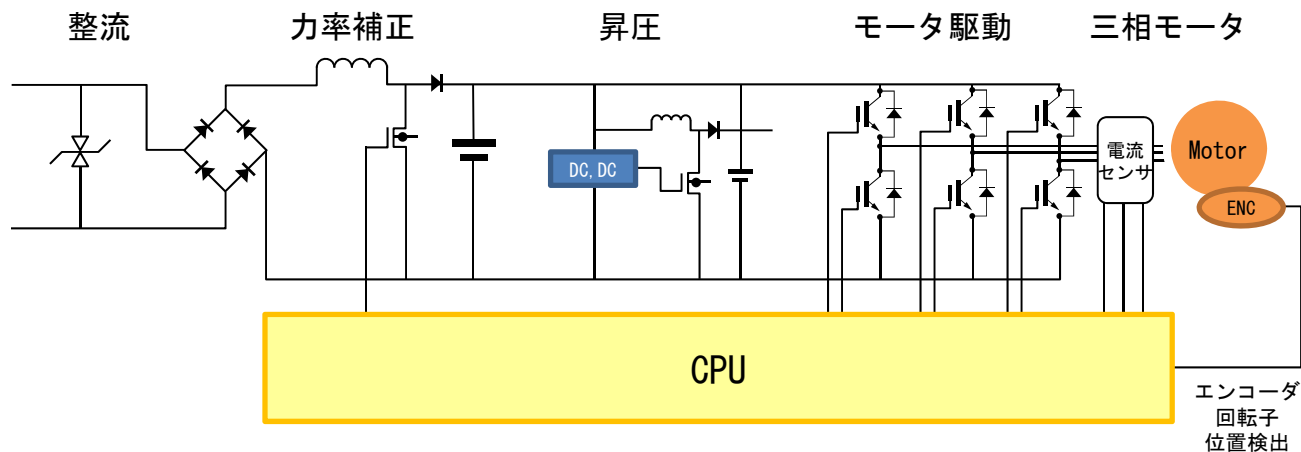 整流
力率補正
昇圧
モータ駆動
三相モータ
DC,DC
電流
センサ
Motor
ENC
CPU
エンコーダ
回転子
位置検出